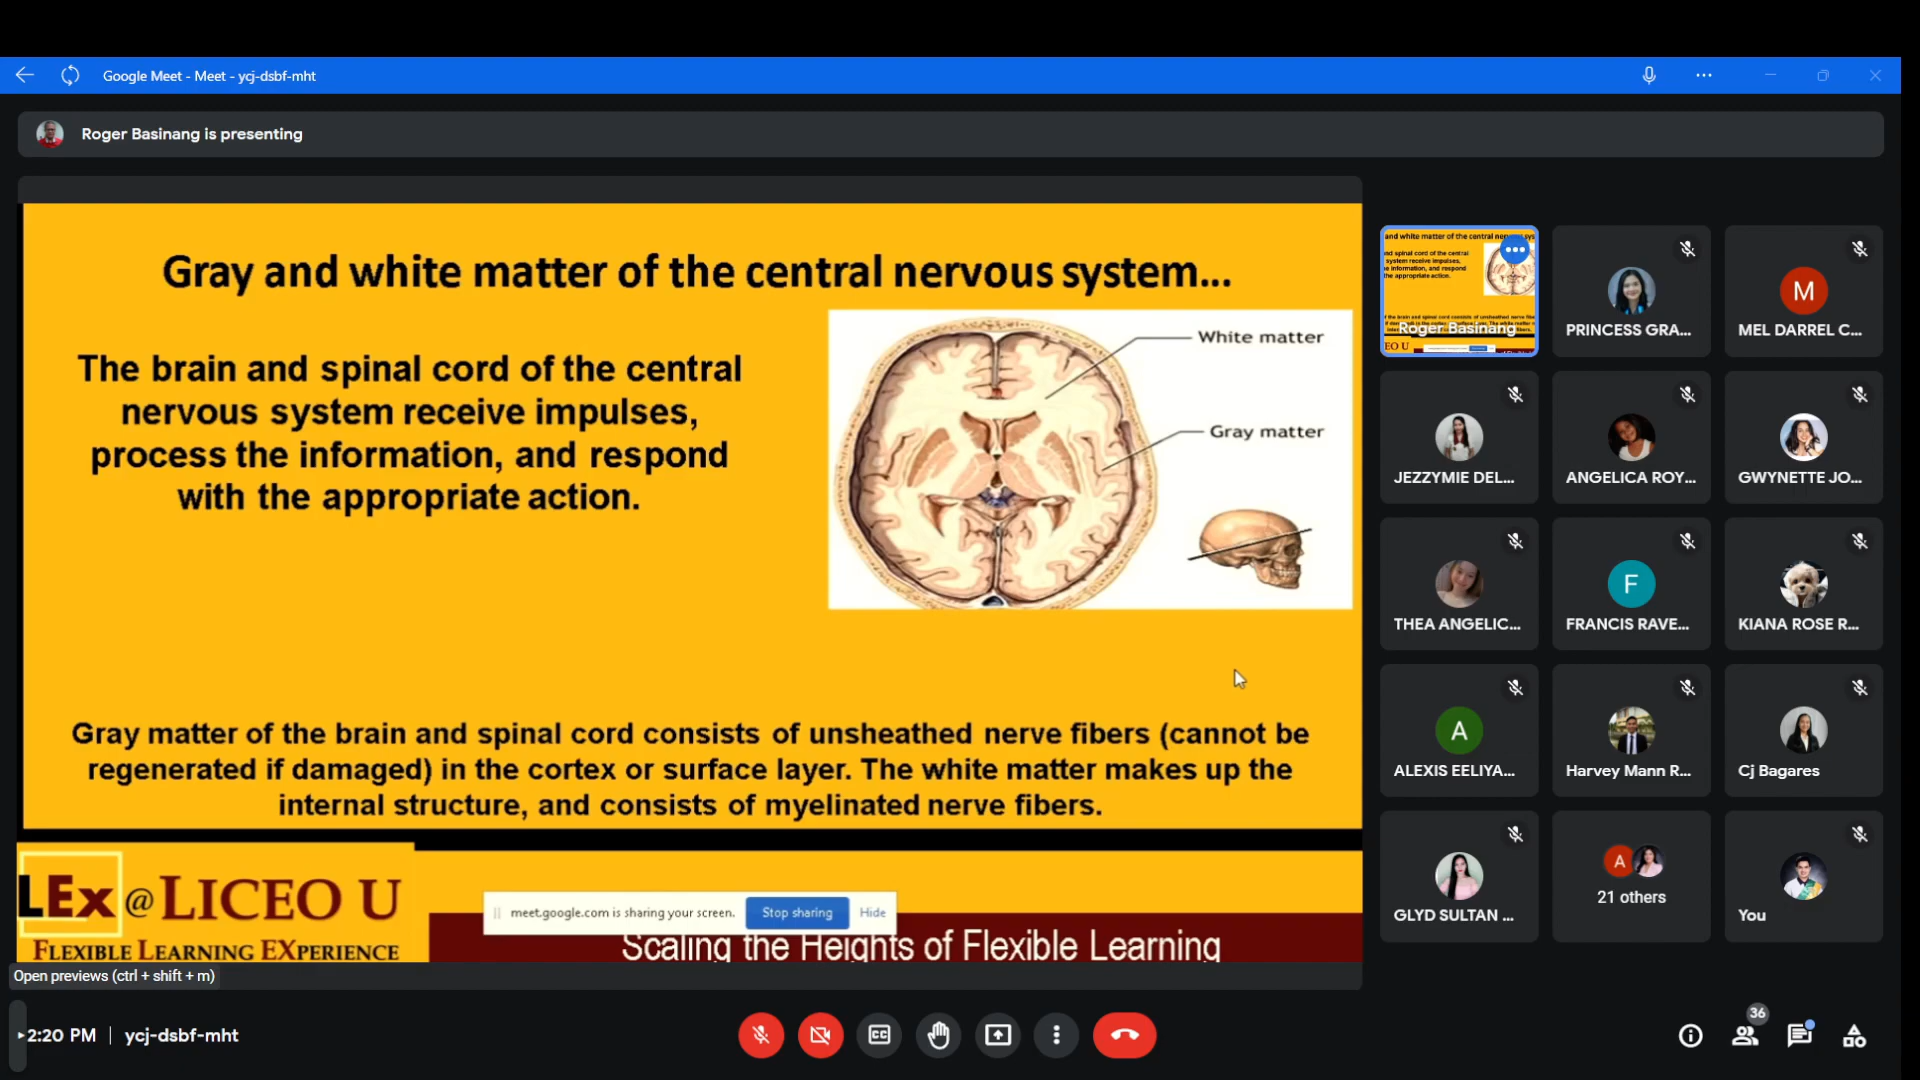 Google Meet - Meet - ycj-dsbf-mht
Roger Basinang is presenting
Gray and white matter of the central nervous system...
The brain and spinal cord of the central
nervous system receive impulses,
process the information, and respond
with the appropriate action.
White matter
Gray matter
Gray matter of the brain and spinal cord consists of unsheathed nerve fibers (cannot be
regenerated if damaged) in the cortex or surface layer. The white matter makes up the
internal structure, and consists of myelinated nerve fibers.
LEx @ LICEO U
FLEXIBLE LEARNING EXPERIENCE
meet.google.com is sharing your screen.
Stop sharing
Hide
Scaling the Heights of Flexible Learning
Open previews (ctrl + shift + m)
Roger Basinang
PRINCESS GRA...
M
MEL DARREL C...
JEZZYMIE DEL...
ANGELICA ROY...
GWYNETTE JO...
THEA ANGELIC...
F
FRANCIS RAVE...
KIANA ROSE R...
A
ALEXIS EELIYA...
Harvey Mann R...
Cj Bagares
GLYD SULTAN ...
A
21 others
You
2:20 PM | ycj-dsbf-mht
CC
36